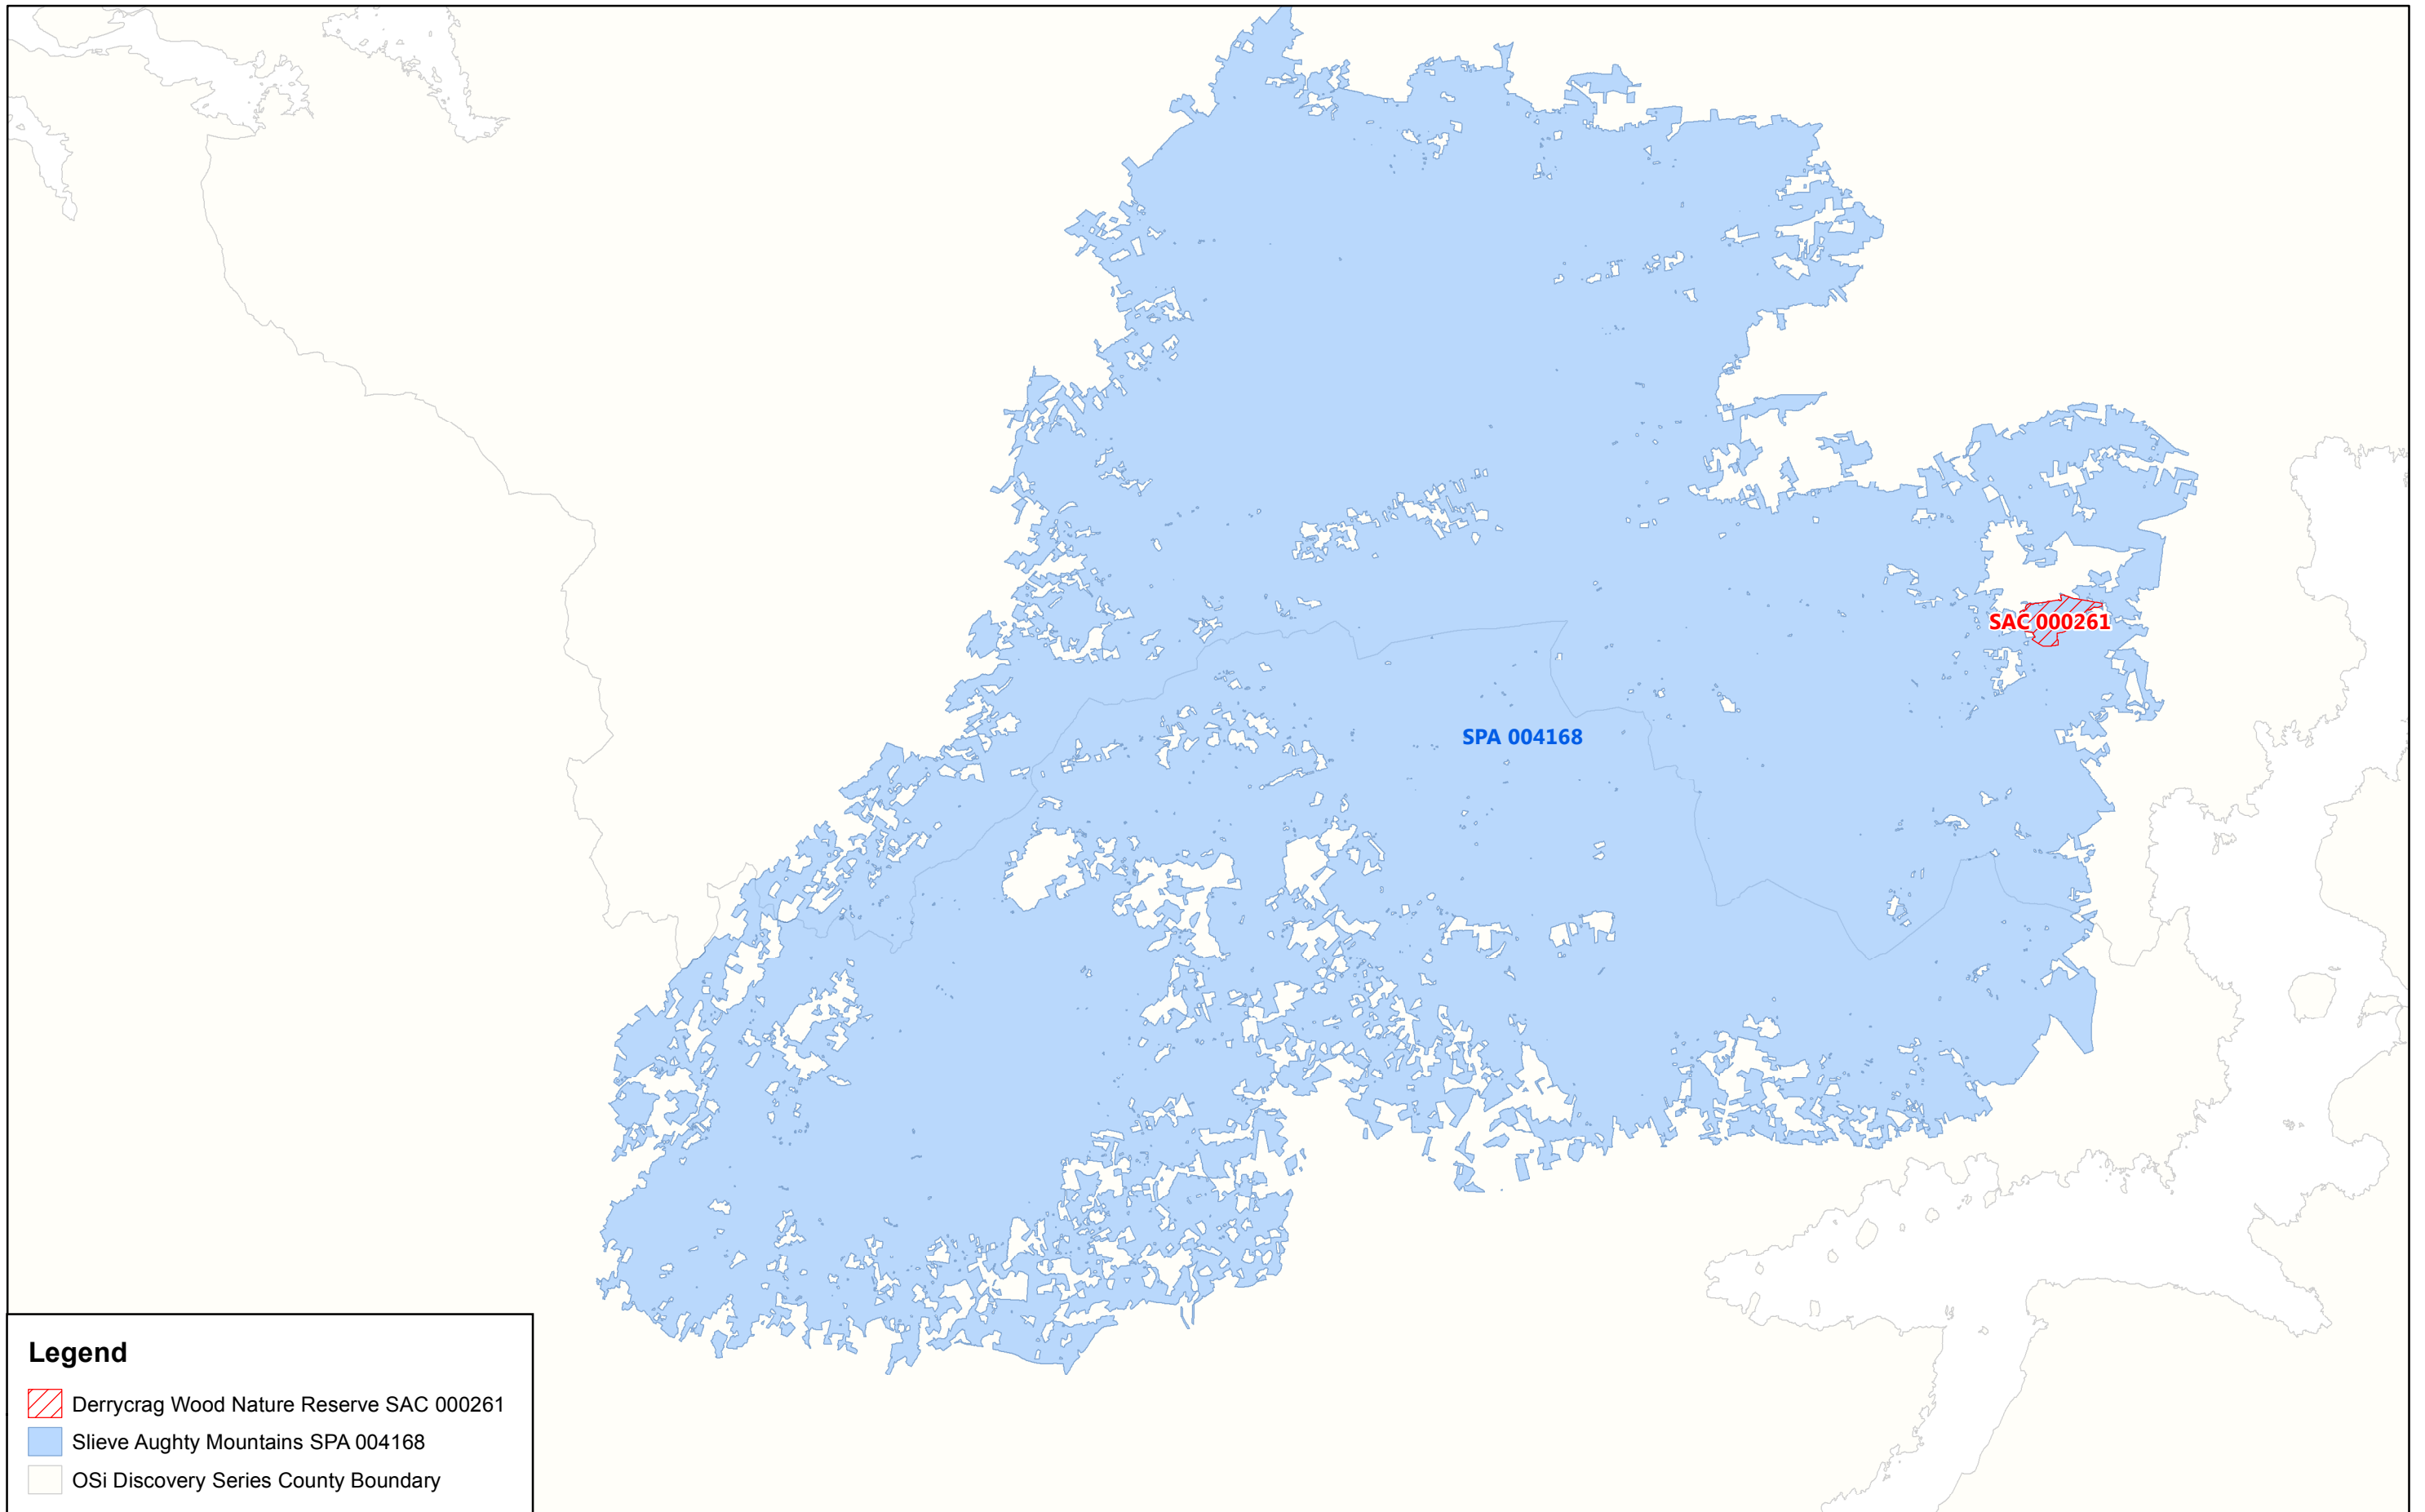 SAC 000261
SPA 004168
Legend
Derrycrag Wood Nature Reserve SAC 000261
Slieve Aughty Mountains SPA 004168
OSi Discovery Series County Boundary